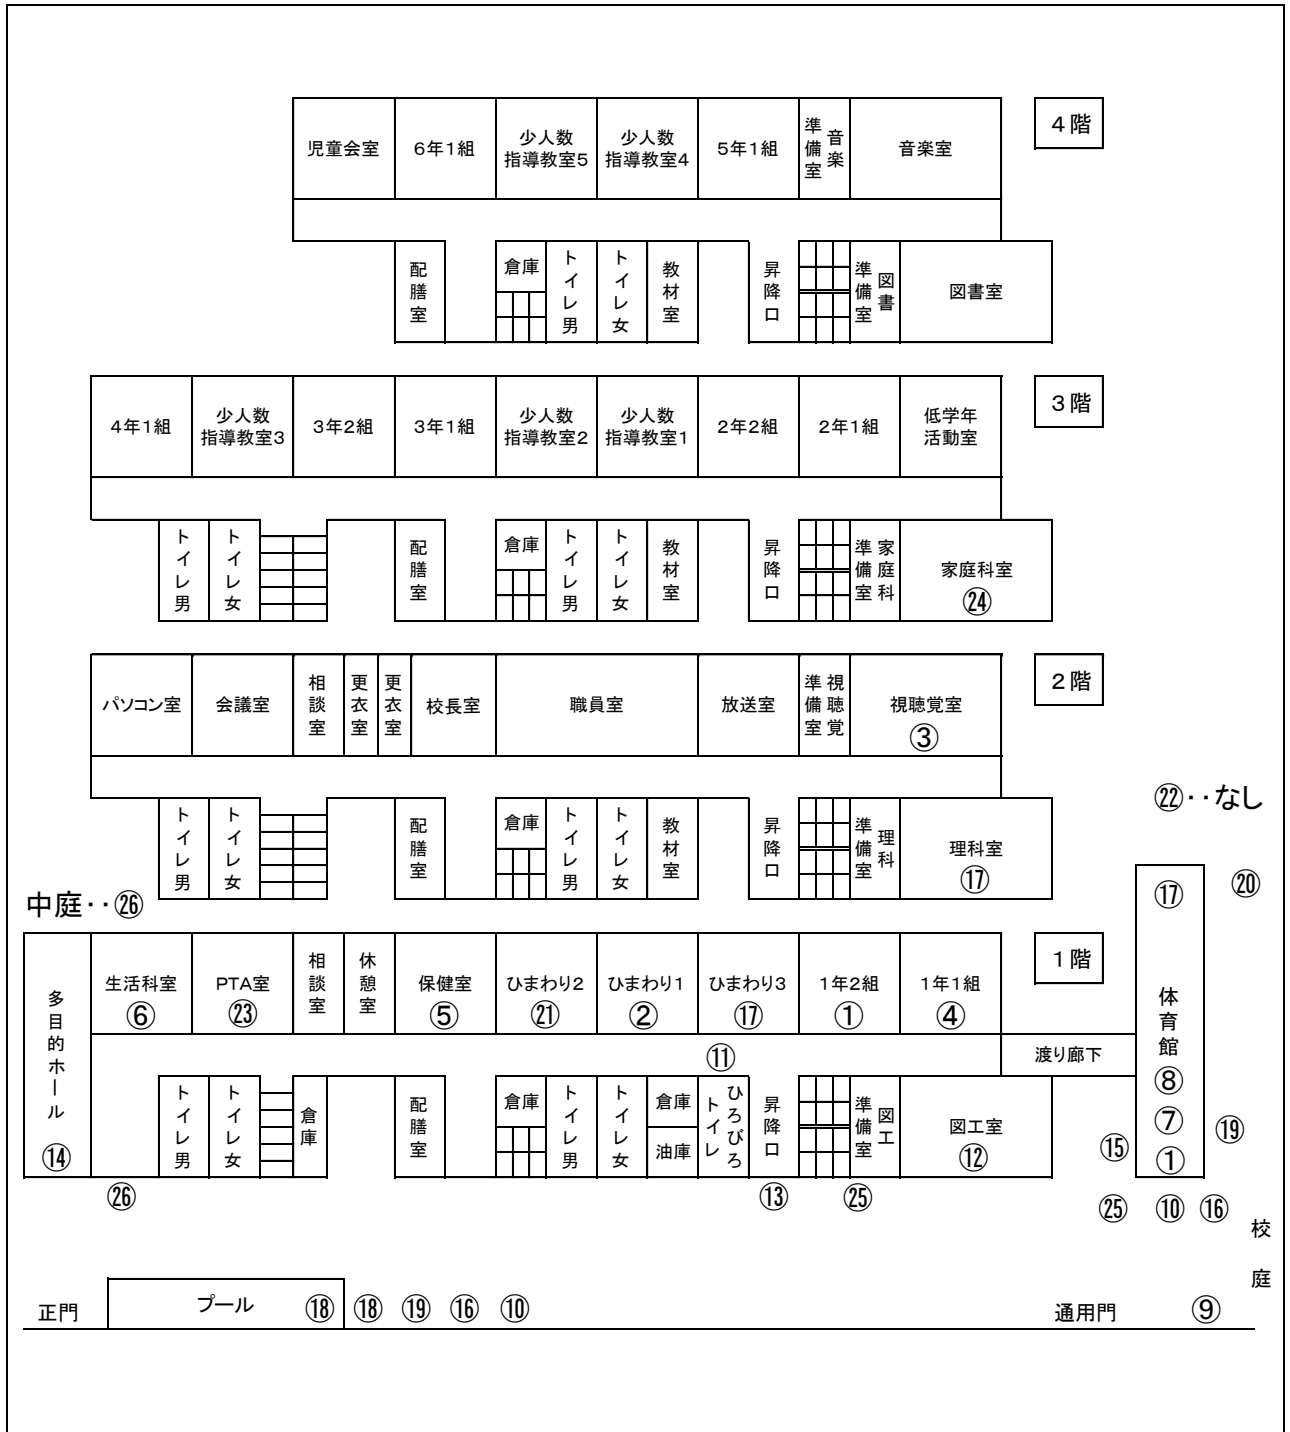 4階
児童会室
6年1組
少人数
指導教室5
少人数
指導教室4
5年1組
音楽
準備室
音楽室
配膳室
倉庫
トイレ男
トイレ女
教材室
昇降口
図書
準備室
図書室
3階
4年1組
少人数
指導教室3
3年2組
3年1組
少人数
指導教室2
少人数
指導教室1
2年2組
2年1組
低学年
活動室
トイレ男
トイレ女
配膳室
倉庫
トイレ男
トイレ女
教材室
昇降口
家庭科
準備室
家庭科室
㉔
2階
パソコン室
会議室
相談室
更衣室
更衣室
校長室
職員室
放送室
視聴覚
準備室
視聴覚室
③
トイレ男
トイレ女
配膳室
倉庫
トイレ男
トイレ女
教材室
昇降口
理科
準備室
理科室
⑰
㉒‥なし
中庭‥㉖
1階
多目的ホール
⑭
生活科室
⑥
PTA室
㉓
相談室
休憩室
保健室
⑤
ひまわり2
㉑
ひまわり1
②
ひまわり3
⑰
1年2組
①
1年1組
④
⑪
渡り廊下
トイレ男
トイレ女
倉庫
配膳室
倉庫
トイレ男
トイレ女
倉庫
油庫
ひろびろ
トイレ
昇降口
図工
準備室
図工室
⑫
⑰
体育館
⑧
⑦
①
⑳
⑲
⑮
㉖
⑬
㉕
㉕
⑩
⑯
校庭
正門
プール
⑱
⑱
⑲
⑯
⑩
通用門
⑨